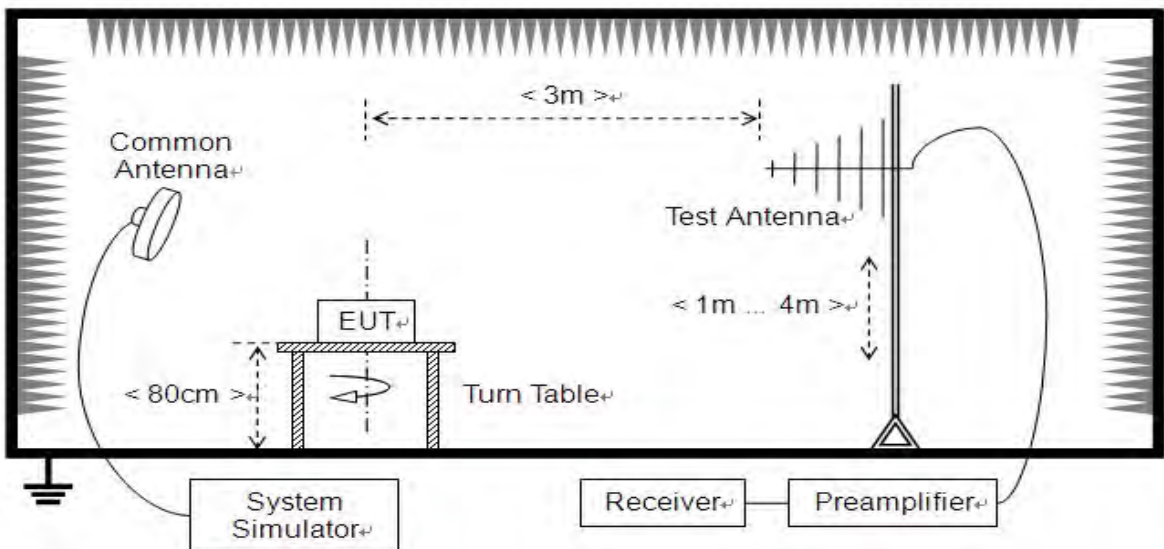 < 3m >↵
Common
Antenna↵
Test Antenna↵
< 1m ... 4m >↵
EUT↵
< 80cm >↵
Turn Table↵
System
Simulator↵
Receiver↵
Preamplifier↵